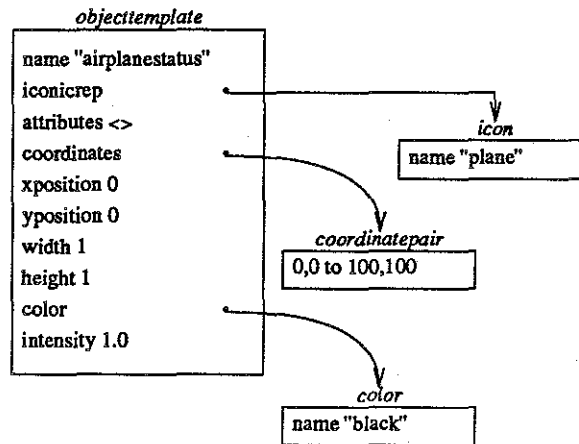 objecttemplate
name "airplanestatus"
iconicrep
attributes <>
coordinates
xposition 0
yposition 0
width 1
height 1
color
intensity 1.0
icon
name "plane"
coordinatepair
0,0 to 100,100
color
name "black"